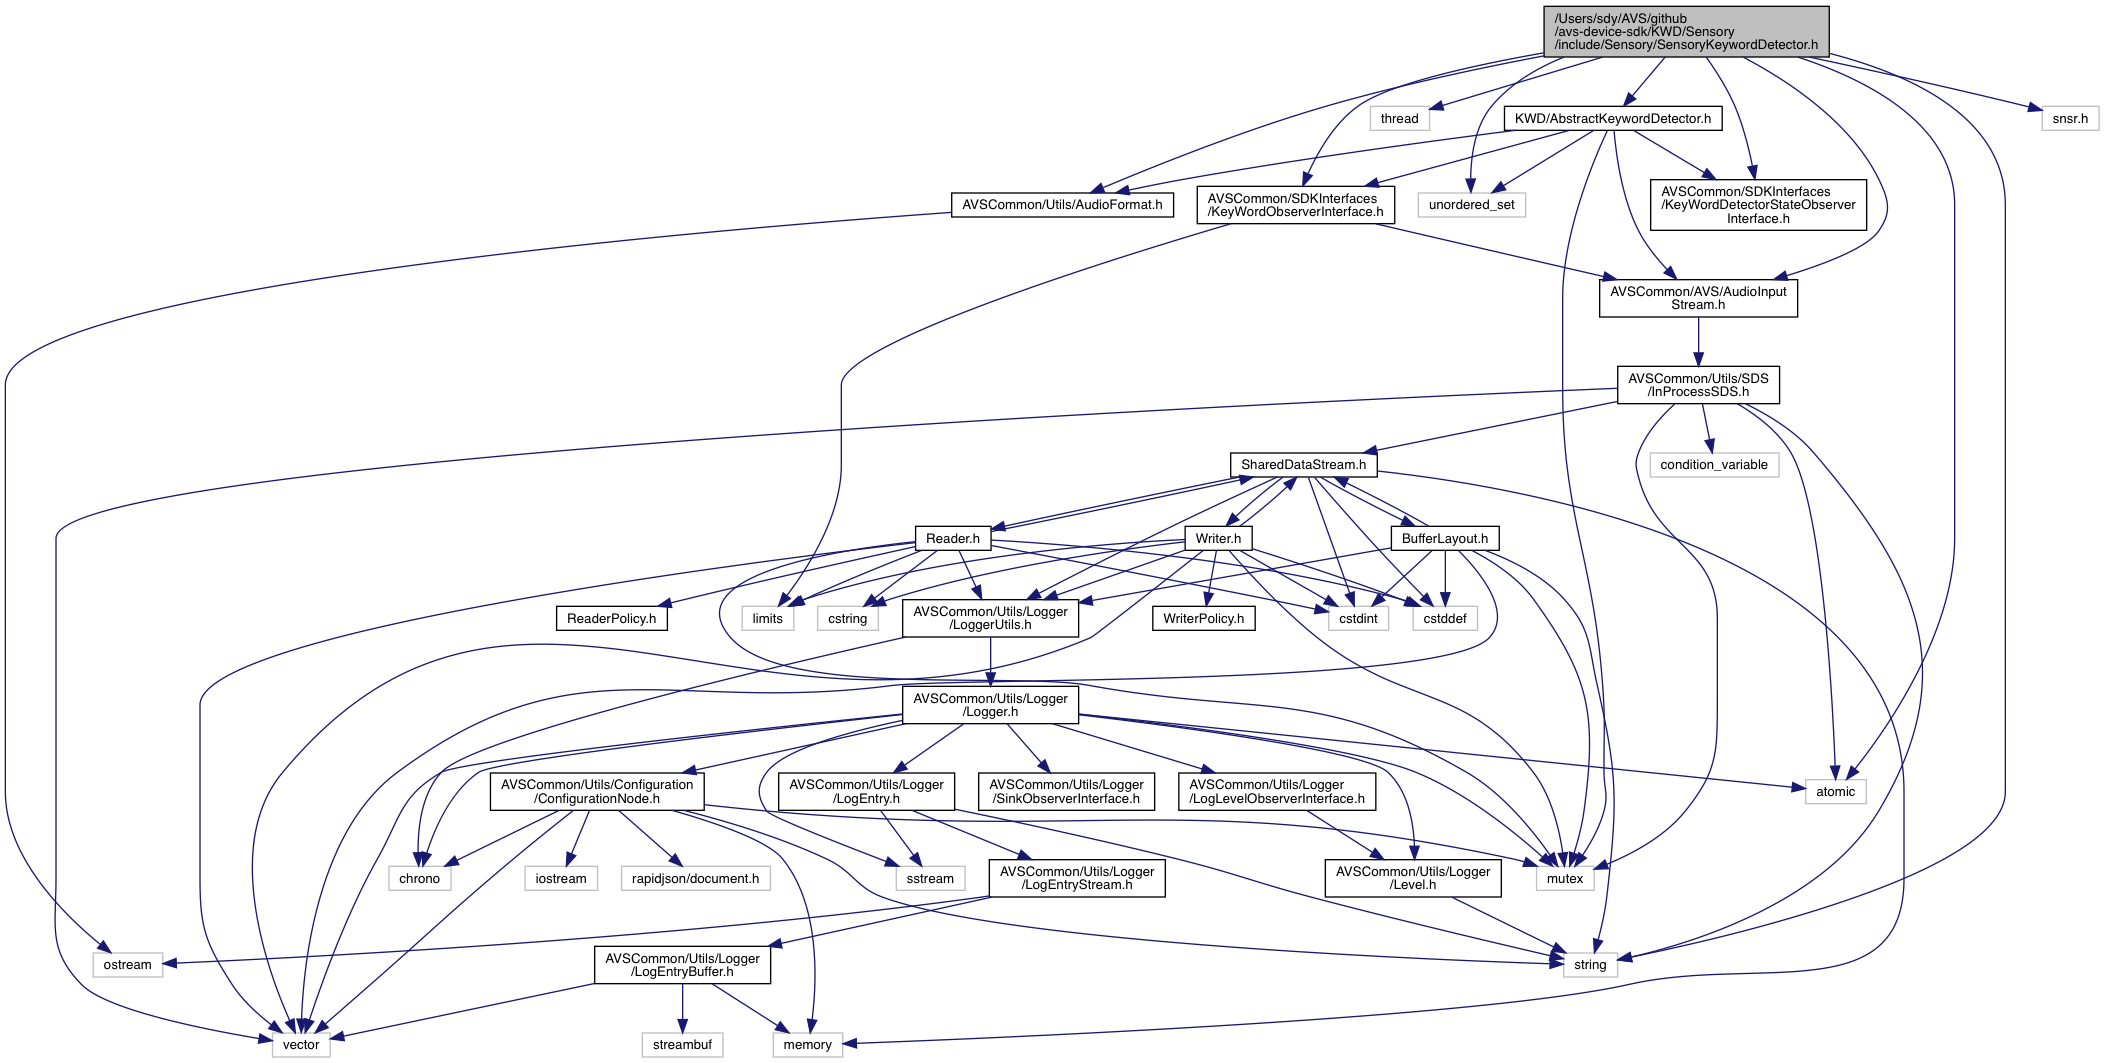 /Users/sdy/AVS/github
/avs-device-sdk/KWD/Sensory
/include/Sensory/SensoryKeywordDetector.h
thread
KWD/AbstractKeywordDetector.h
snsr.h
AVSCommon/Utils/AudioFormat.h
AVSCommon/SDKInterfaces
/KeyWordObserverInterface.h
unordered_set
AVSCommon/SDKInterfaces
/KeyWordDetectorStateObserver
Interface.h
AVSCommon/AVS/AudioInput
Stream.h
AVSCommon/Utils/SDS
/InProcessSDS.h
SharedDataStream.h
condition_variable
Reader.h
Writer.h
BufferLayout.h
ReaderPolicy.h
limits
cstring
AVSCommon/Utils/Logger
/LoggerUtils.h
WriterPolicy.h
cstdint
cstddef
AVSCommon/Utils/Logger
/Logger.h
AVSCommon/Utils/Configuration
/ConfigurationNode.h
AVSCommon/Utils/Logger
/LogEntry.h
AVSCommon/Utils/Logger
/SinkObserverInterface.h
AVSCommon/Utils/Logger
/LogLevelObserverInterface.h
atomic
chrono
iostream
rapidjson/document.h
sstream
AVSCommon/Utils/Logger
/LogEntryStream.h
AVSCommon/Utils/Logger
/Level.h
mutex
ostream
AVSCommon/Utils/Logger
/LogEntryBuffer.h
string
vector
streambuf
memory